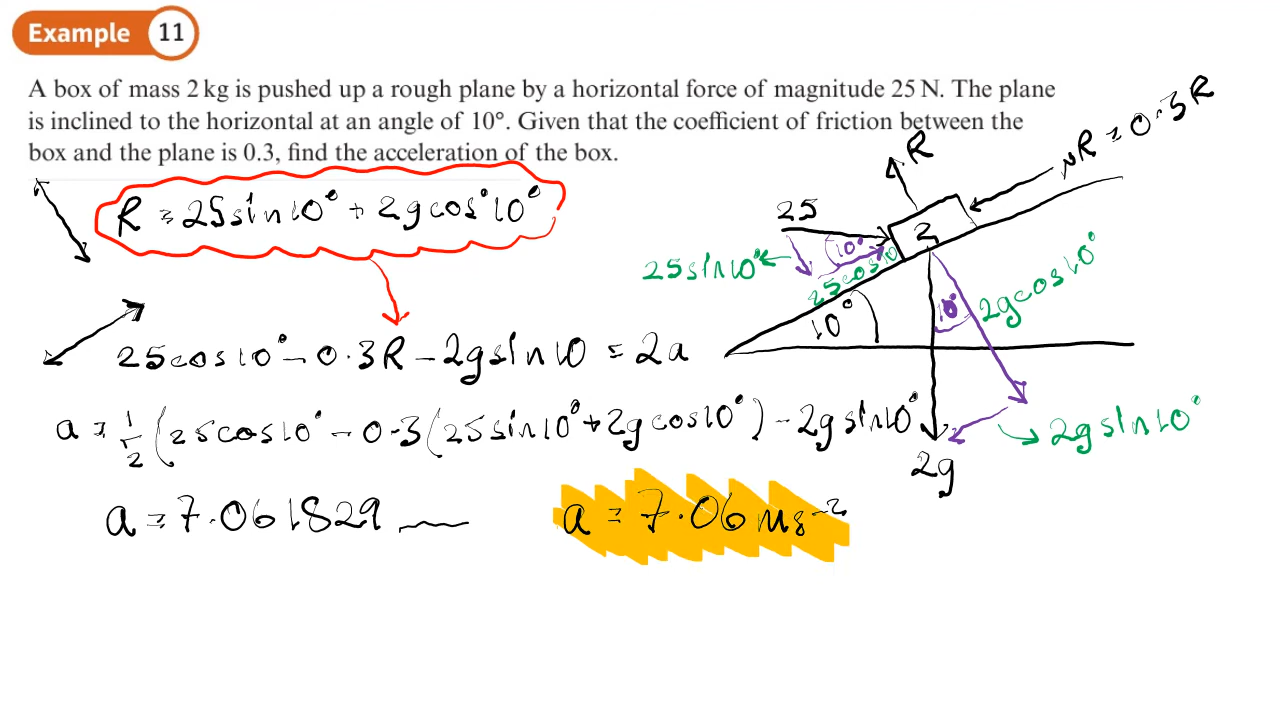 Example 11
A box of mass 2 kg is pushed up a rough plane by a horizontal force of magnitude 25 N. The plane
is inclined to the horizontal at an angle of 10°. Given that the coefficient of friction between the
box and the plane is 0.3, find the acceleration of the box.
R = 25sin10° + 2gcos°10°
25cos10° - 0.3R - 2gsin10 = 2a
a = 1/2 (25cos10° - 0.3(25sin10° + 2gcos10°) - 2gsin10°
a = 7.061829
a = 7.06 ms⁻²
R
μR = 0.3R
25
2
10°
25sin10°
25cos10
10°
10°
2gcos10°
2gsin10°
2g